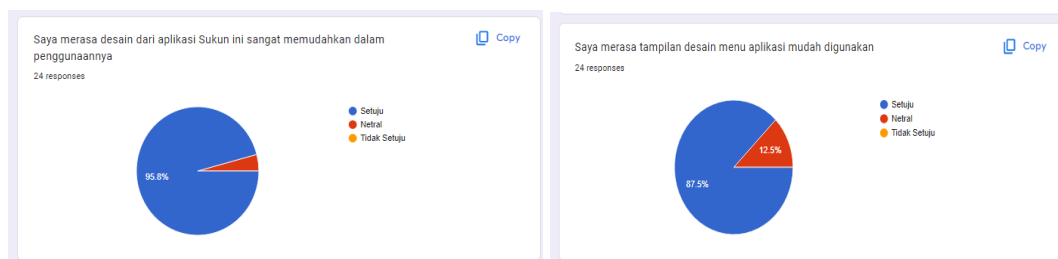 Saya merasa desain dari aplikasi Sukun ini sangat memudahkan dalam
penggunaannya
Copy
24 responses
Setuju
Netral
Tidak Setuju
95.8%
Saya merasa tampilan desain menu aplikasi mudah digunakan
Copy
24 responses
Setuju
Netral
Tidak Setuju
12.5%
87.5%